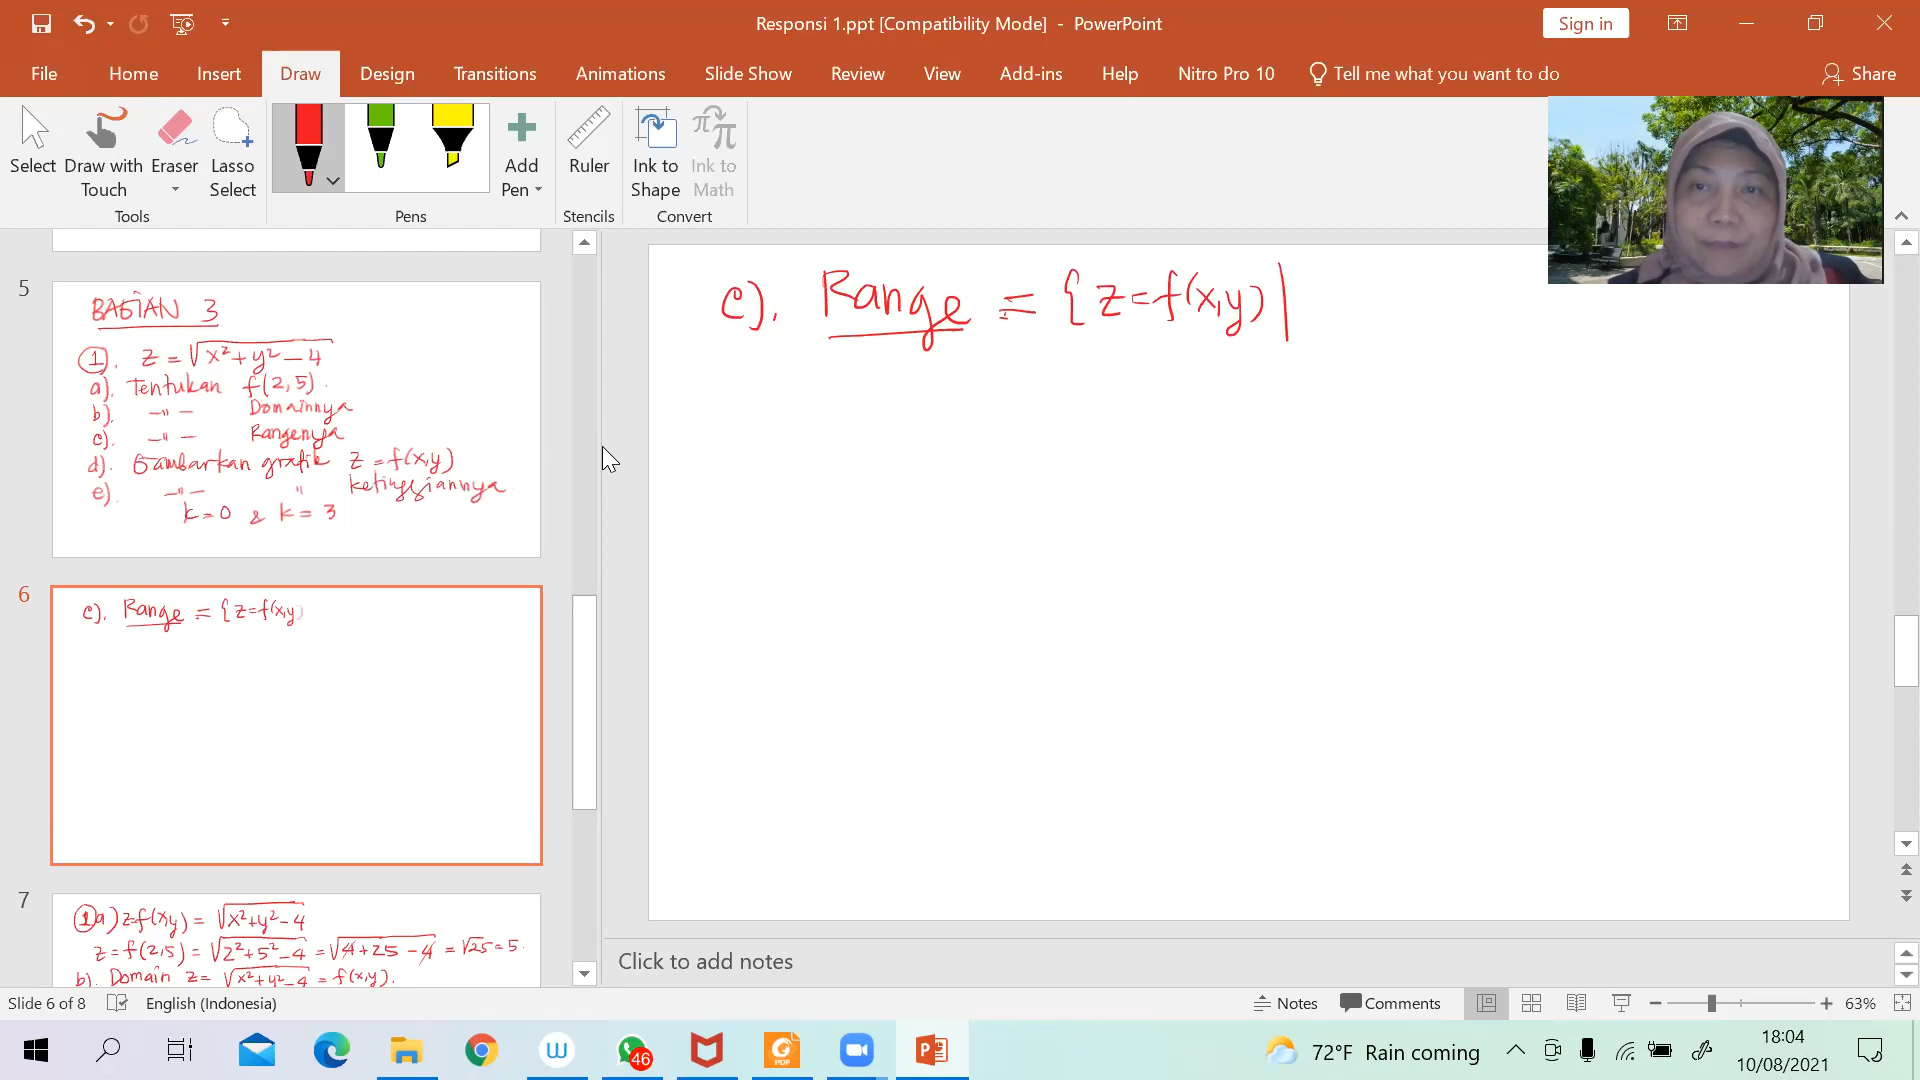 Responsi 1.ppt [Compatibility Mode] - PowerPoint
Sign in
File Home Insert Draw Design Transitions Animations Slide Show Review View Add-ins Help Nitro Pro 10 Tell me what you want to do Share
Select
Draw with Touch
Eraser
Lasso Select
Add Pen
Ruler
Ink to Shape
Ink to Math
Tools Pens Stencils Convert
5
BAGIAN 3
1. z = √x²+y²-4
a). Tentukan f(2,5).
b). -"- Domainnya
c). -"- Rangenya
d). Gambarkan grafik z = f(x,y)
e). -"- " ketinggiannya
k=0 & k=3
6
c). Range = {z=f(x,y)
7
1a) z=f(x,y) = √x²+y²-4
z=f(2,5) = √2²+5²-4 = √4+25-4 = √25=5.
b). Domain z= √x²+y²-4 = f(x,y).
c). Range = {z=f(x,y)|
Click to add notes
Slide 6 of 8 English (Indonesia) Notes Comments 63%
46
PDF
72°F Rain coming
18:04
10/08/2021